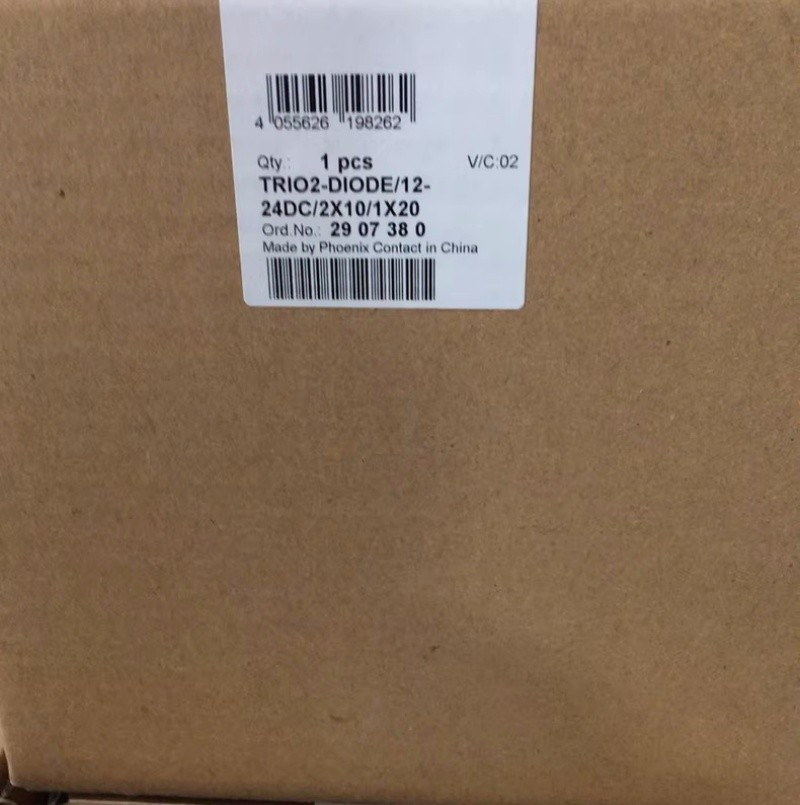 4 055626 198262
Qty.: 1 pcs V/C:02
TRIO2-DIODE/12-
24DC/2X10/1X20
Ord.No.: 29 07 38 0
Made by Phoenix Contact in China